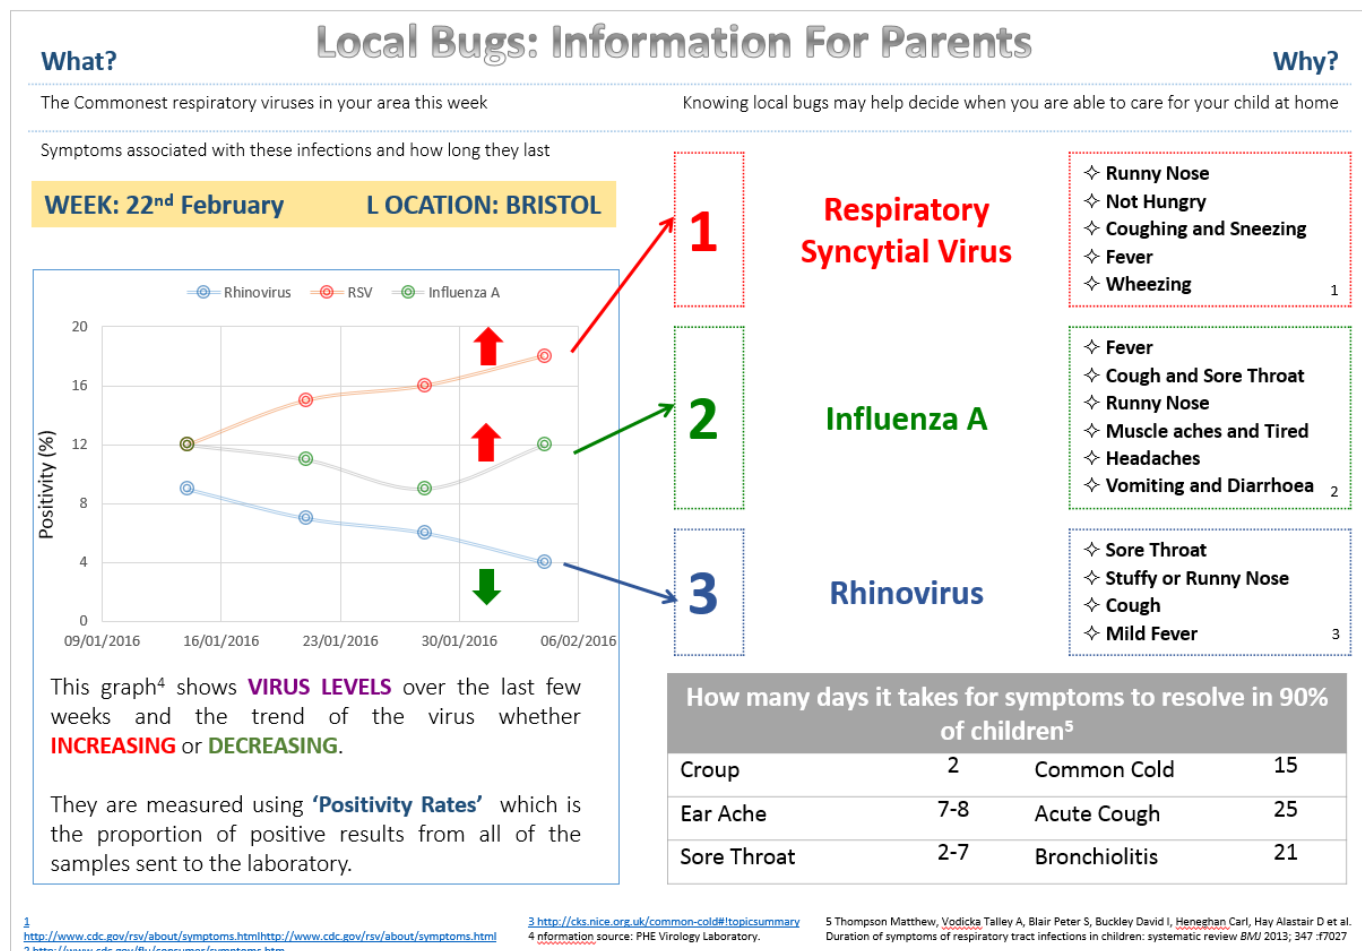 Local Bugs: Information For Parents
What?
Why?
The Commonest respiratory viruses in your area this week
Knowing local bugs may help decide when you are able to care for your child at home
Symptoms associated with these infections and how long they last
WEEK: 22nd February L OCATION: BRISTOL
Rhinovirus RSV Influenza A
Positivity (%)
20
16
12
8
4
0
09/01/2016 16/01/2016 23/01/2016 30/01/2016 06/02/2016
This graph4 shows VIRUS LEVELS over the last few
weeks and the trend of the virus whether
INCREASING or DECREASING.
They are measured using ‘Positivity Rates’ which is
the proportion of positive results from all of the
samples sent to the laboratory.
1
Respiratory
Syncytial Virus
Runny Nose
Not Hungry
Coughing and Sneezing
Fever
Wheezing
1
2
Influenza A
Fever
Cough and Sore Throat
Runny Nose
Muscle aches and Tired
Headaches
Vomiting and Diarrhoea
2
3
Rhinovirus
Sore Throat
Stuffy or Runny Nose
Cough
Mild Fever
3
How many days it takes for symptoms to resolve in 90%
of children5
Croup 2 Common Cold 15
Ear Ache 7-8 Acute Cough 25
Sore Throat 2-7 Bronchiolitis 21
1
http://www.cdc.gov/rsv/about/symptoms.htmlhttp://www.cdc.gov/rsv/about/symptoms.html
2 http://www.cdc.gov/flu/consumer/symptoms.htm
3 http://cks.nice.org.uk/common-cold#!topicsummary
4 nformation source: PHE Virology Laboratory.
5 Thompson Matthew, Vodicka Talley A, Blair Peter S, Buckley David I, Heneghan Carl, Hay Alastair D et al.
Duration of symptoms of respiratory tract infections in children: systematic review BMJ 2013; 347 :f7027